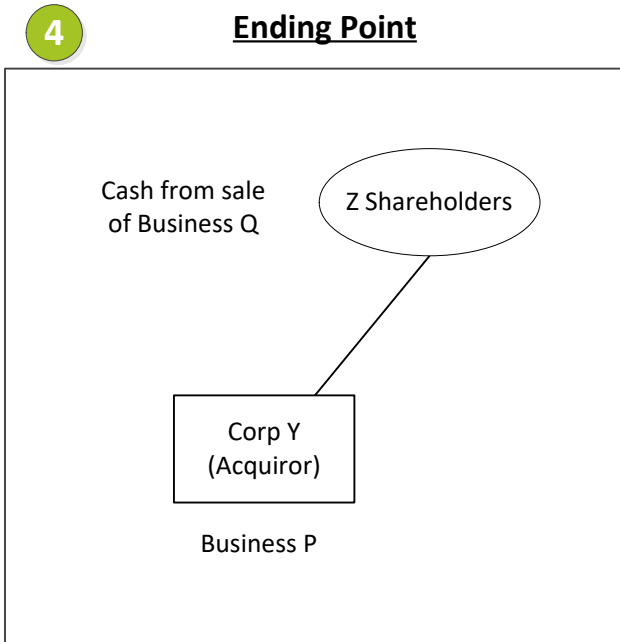 4
Ending Point
Cash from sale
of Business Q
Z Shareholders
Corp Y
(Acquiror)
Business P